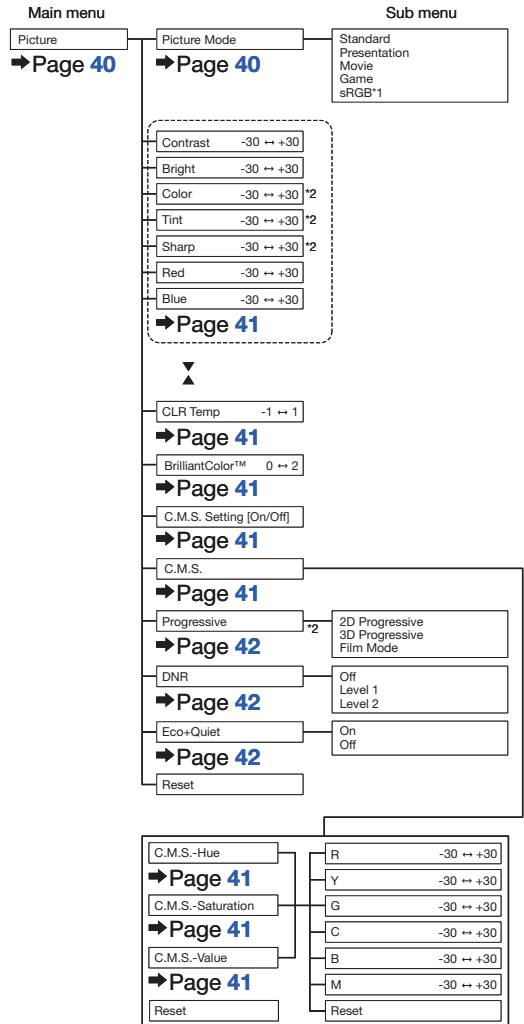 Main menu
Sub menu
Picture
➡Page 40
Picture Mode
➡Page 40
Standard
Presentation
Movie
Game
sRGB*1
Contrast -30 ↔ +30
Bright -30 ↔ +30
Color -30 ↔ +30 *2
Tint -30 ↔ +30 *2
Sharp -30 ↔ +30 *2
Red -30 ↔ +30
Blue -30 ↔ +30
➡Page 41
CLR Temp -1 ↔ 1
➡Page 41
BrilliantColor™ 0 ↔ 2
➡Page 41
C.M.S. Setting [On/Off]
➡Page 41
C.M.S.
➡Page 41
Progressive *2
➡Page 42
2D Progressive
3D Progressive
Film Mode
DNR
➡Page 42
Off
Level 1
Level 2
Eco+Quiet
➡Page 42
On
Off
Reset
C.M.S.-Hue
➡Page 41
C.M.S.-Saturation
➡Page 41
C.M.S.-Value
➡Page 41
Reset
R -30 ↔ +30
Y -30 ↔ +30
G -30 ↔ +30
C -30 ↔ +30
B -30 ↔ +30
M -30 ↔ +30
Reset